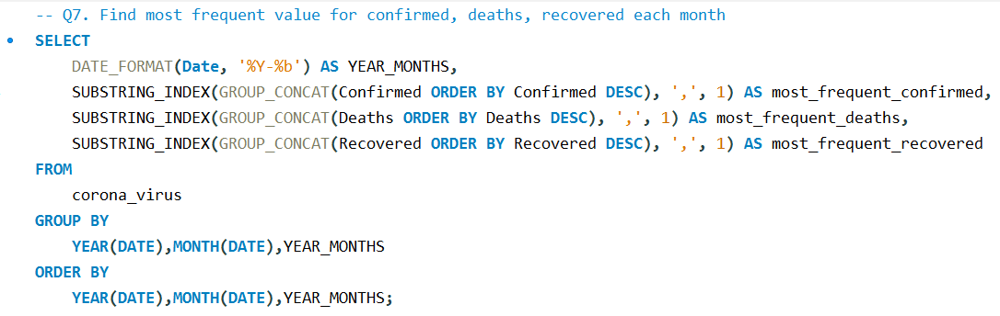 -- Q7. Find most frequent value for confirmed, deaths, recovered each month
SELECT
DATE_FORMAT(Date, '%Y-%b') AS YEAR_MONTHS,
SUBSTRING_INDEX(GROUP_CONCAT(Confirmed ORDER BY Confirmed DESC), ',', 1) AS most_frequent_confirmed,
SUBSTRING_INDEX(GROUP_CONCAT(Deaths ORDER BY Deaths DESC), ',', 1) AS most_frequent_deaths,
SUBSTRING_INDEX(GROUP_CONCAT(Recovered ORDER BY Recovered DESC), ',', 1) AS most_frequent_recovered
FROM
corona_virus
GROUP BY
YEAR(DATE),MONTH(DATE),YEAR_MONTHS
ORDER BY
YEAR(DATE),MONTH(DATE),YEAR_MONTHS;